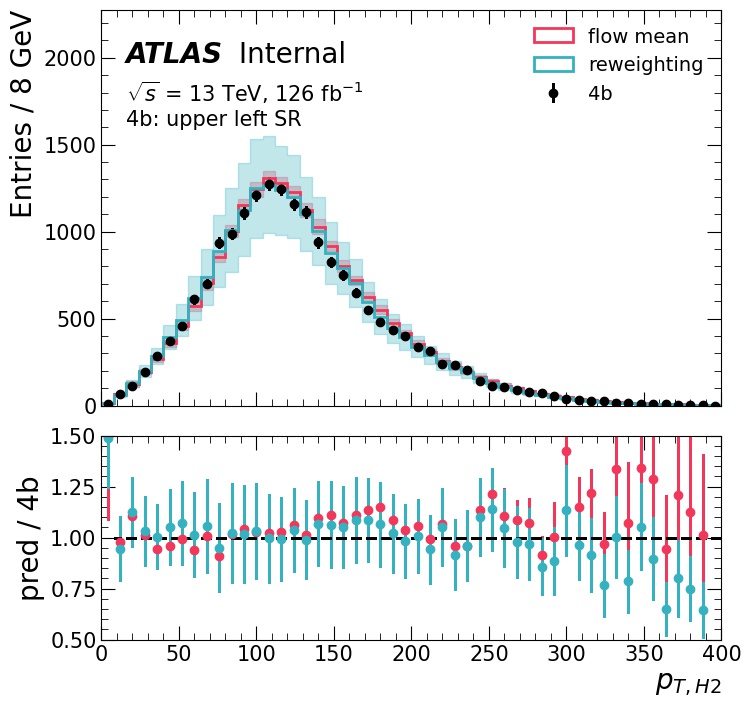 Entries / 8 GeV
ATLAS Internal
√s = 13 TeV, 126 fb⁻¹
4b: upper left SR
flow mean
reweighting
4b
2000
1500
1000
500
0
pred / 4b
1.50
1.25
1.00
0.75
0.50
0 50 100 150 200 250 300 350 400
p_{T, H2}